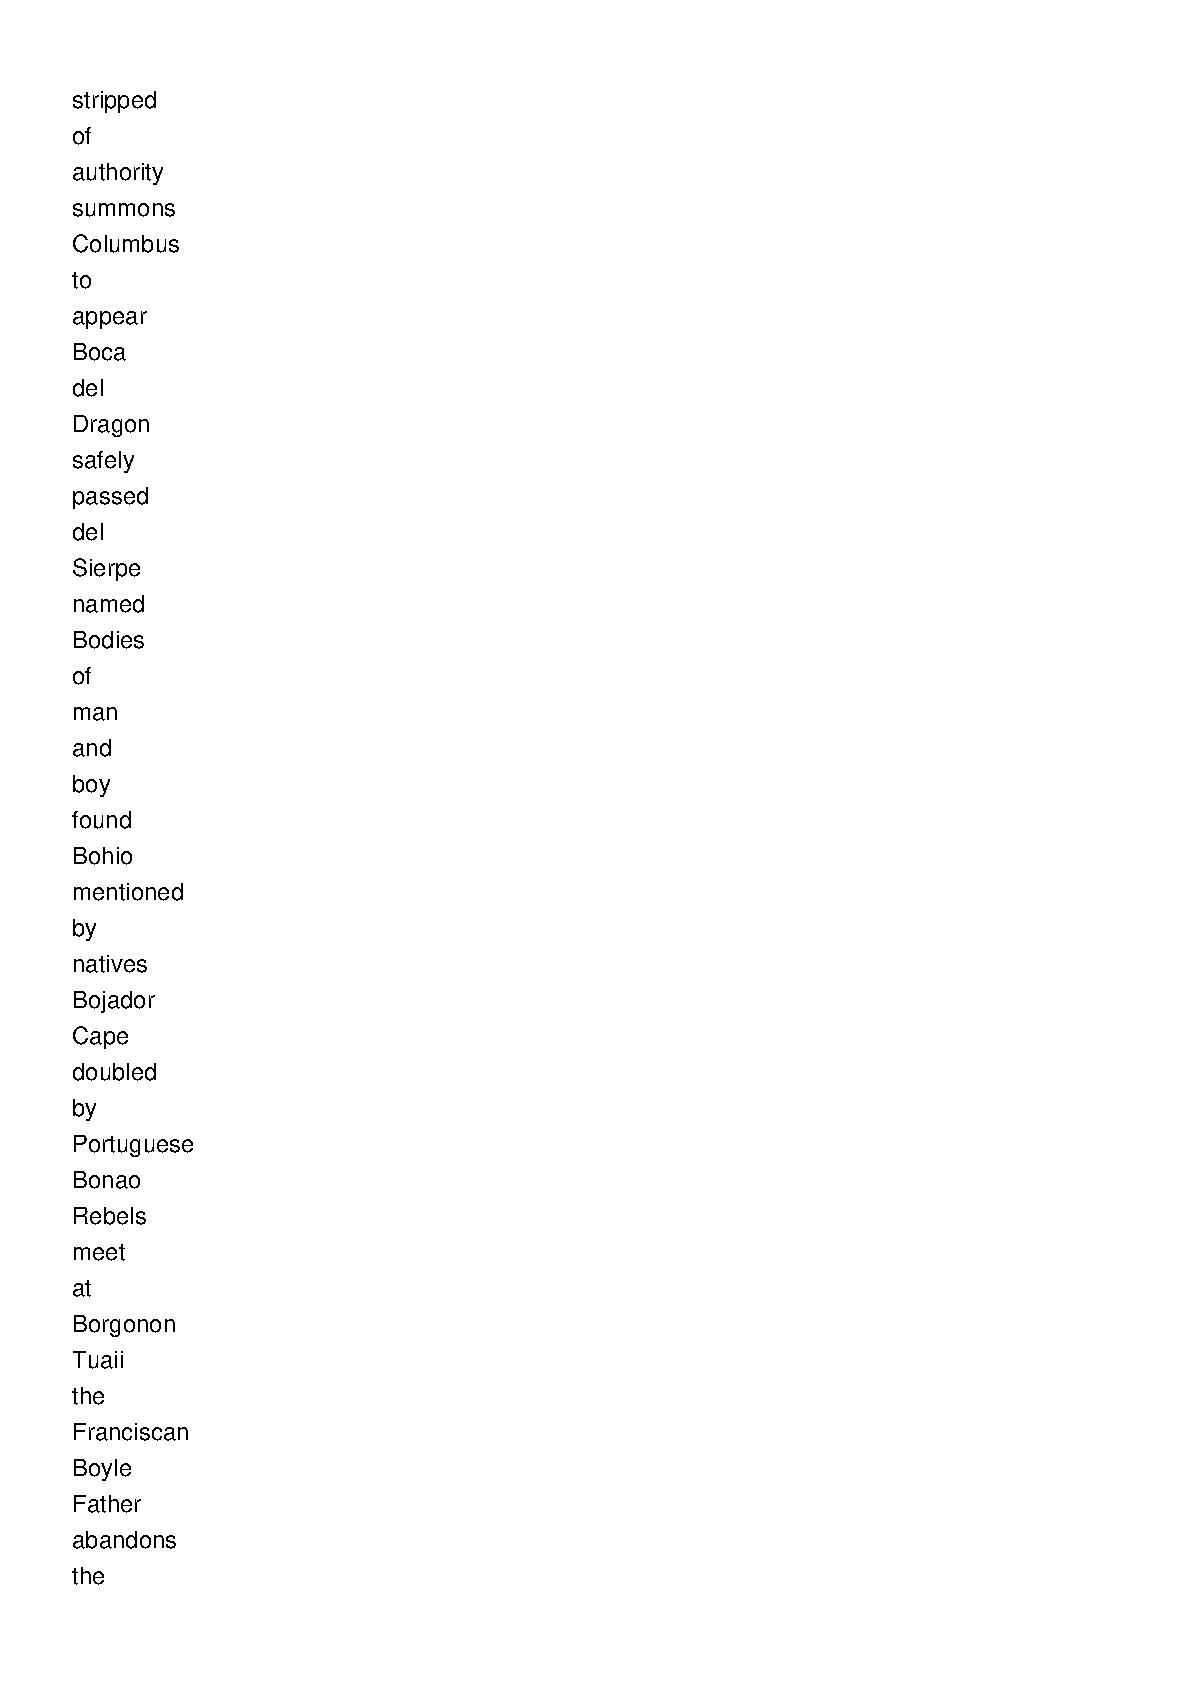 stripped
of
authority
summons
Columbus
to
appear
Boca
del
Dragon
safely
passed
del
Sierpe
named
Bodies
of
man
and
boy
found
Bohio
mentioned
by
natives
Bojador
Cape
doubled
by
Portuguese
Bonao
Rebels
meet
at
Borgonon
Tuaii
the
Franciscan
Boyle
Father
abandons
the